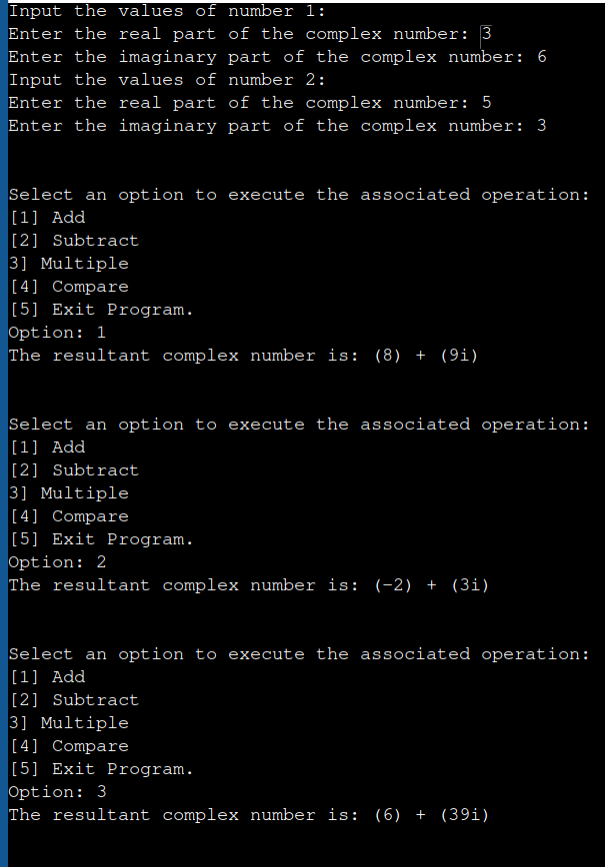 Input the values of number 1:
Enter the real part of the complex number: 3
Enter the imaginary part of the complex number: 6
Input the values of number 2:
Enter the real part of the complex number: 5
Enter the imaginary part of the complex number: 3
Select an option to execute the associated operation:
[1] Add
[2] Subtract
3] Multiple
[4] Compare
[5] Exit Program.
Option: 1
The resultant complex number is: (8) + (9i)
Select an option to execute the associated operation:
[1] Add
[2] Subtract
3] Multiple
[4] Compare
[5] Exit Program.
Option: 2
The resultant complex number is: (-2) + (3i)
Select an option to execute the associated operation:
[1] Add
[2] Subtract
3] Multiple
[4] Compare
[5] Exit Program.
Option: 3
The resultant complex number is: (6) + (39i)